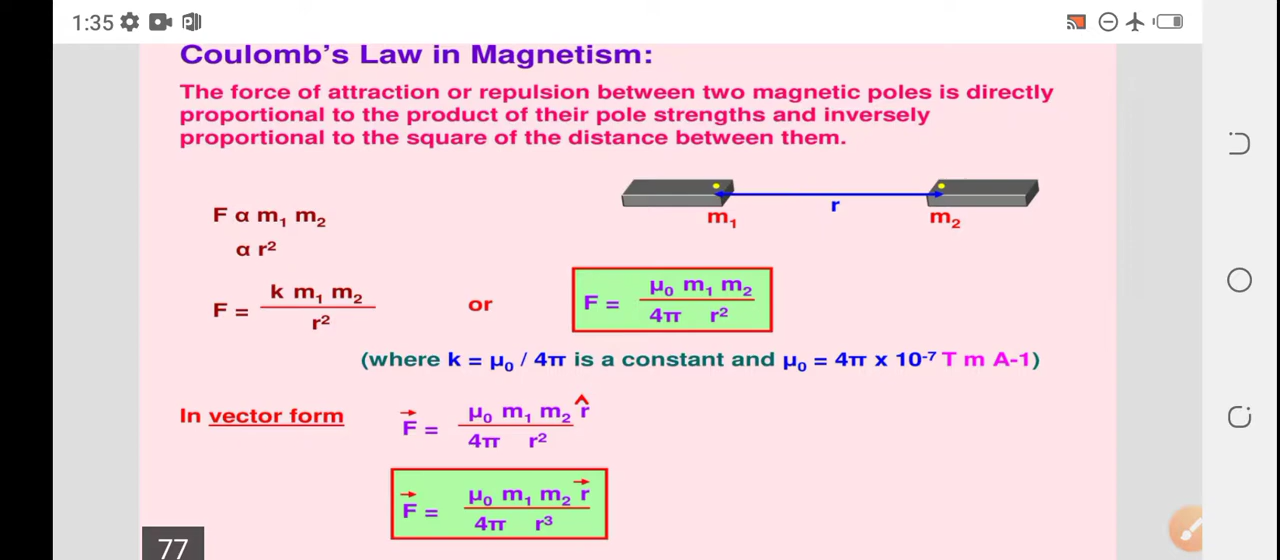 1:35
Coulomb's Law in Magnetism:
The force of attraction or repulsion between two magnetic poles is directly
proportional to the product of their pole strengths and inversely
proportional to the square of the distance between them.
r
m₁ m₂
F α m₁ m₂
α r²
F = k m₁ m₂ / r² or F = μ₀ m₁ m₂ / 4π r²
(where k = μ₀ / 4π is a constant and μ₀ = 4π x 10⁻⁷ T m A-1)
In vector form F⃗ = μ₀ m₁ m₂ r̂ / 4π r²
F⃗ = μ₀ m₁ m₂ r⃗ / 4π r³
77